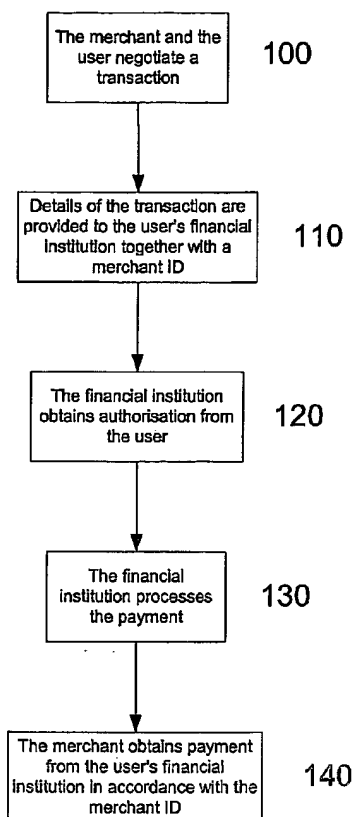 The merchant and the
user negotiate a
transaction
100
Details of the transaction are
provided to the user's financial
institution together with a
merchant ID
110
The financial institution
obtains authorisation from
the user
120
The financial
institution processes
the payment
130
The merchant obtains payment
from the user's financial
institution in accordance with the
merchant ID
140